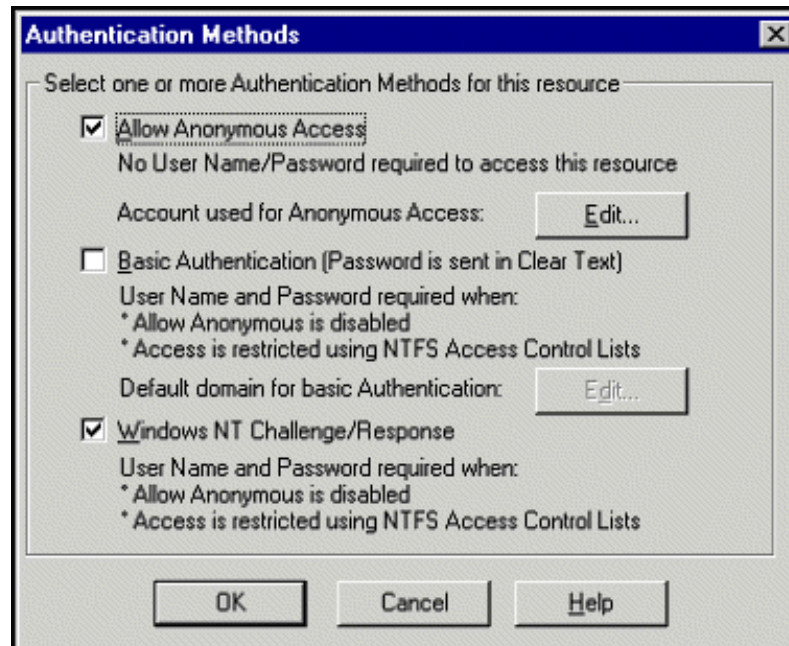 Authentication Methods
Select one or more Authentication Methods for this resource
Allow Anonymous Access
No User Name/Password required to access this resource
Account used for Anonymous Access:
Edit...
Basic Authentication (Password is sent in Clear Text)
User Name and Password required when:
* Allow Anonymous is disabled
* Access is restricted using NTFS Access Control Lists
Default domain for basic Authentication:
Edit...
Windows NT Challenge/Response
User Name and Password required when:
* Allow Anonymous is disabled
* Access is restricted using NTFS Access Control Lists
OK
Cancel
Help